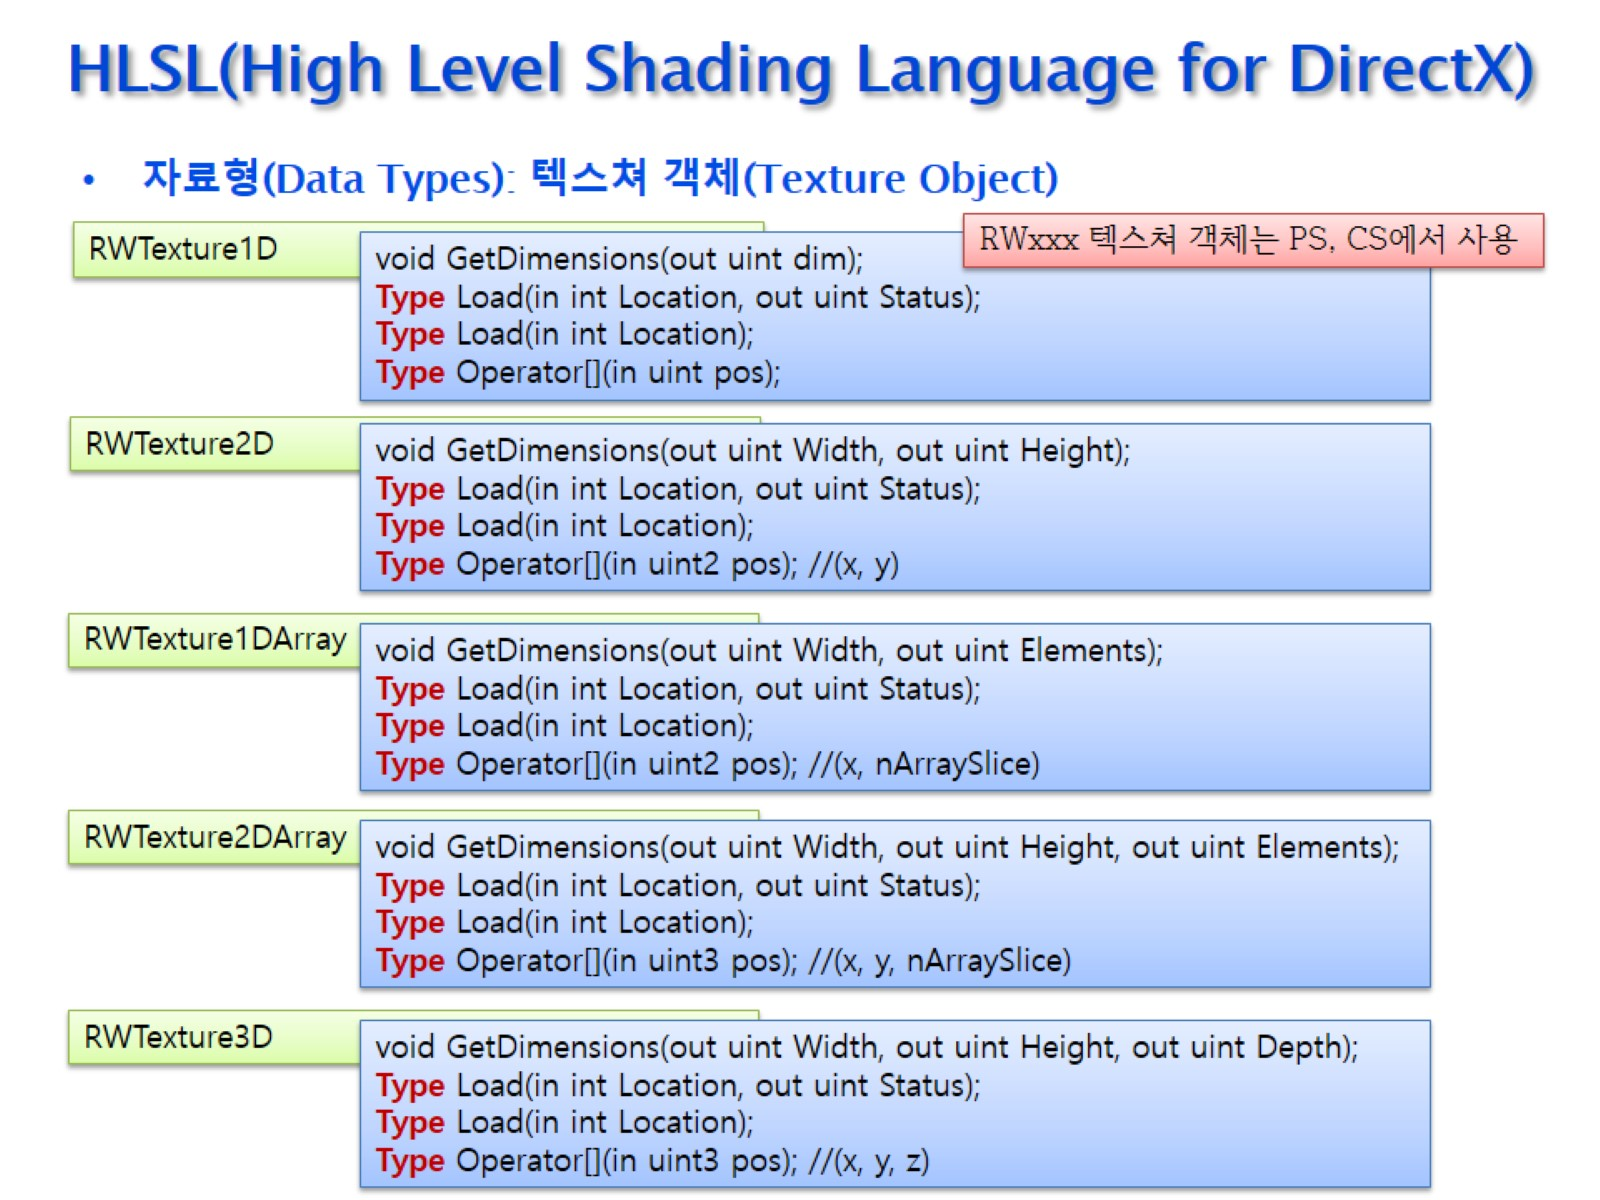 HLSL(High Level Shading Language for DirectX)
• 자료형(Data Types): 텍스쳐 객체(Texture Object)
RWxxx 텍스쳐 객체는 PS, CS에서 사용
RWTexture1D
void GetDimensions(out uint dim);
Type Load(in int Location, out uint Status);
Type Load(in int Location);
Type Operator[](in uint pos);
RWTexture2D
void GetDimensions(out uint Width, out uint Height);
Type Load(in int Location, out uint Status);
Type Load(in int Location);
Type Operator[](in uint2 pos); //(x, y)
RWTexture1DArray
void GetDimensions(out uint Width, out uint Elements);
Type Load(in int Location, out uint Status);
Type Load(in int Location);
Type Operator[](in uint2 pos); //(x, nArraySlice)
RWTexture2DArray
void GetDimensions(out uint Width, out uint Height, out uint Elements);
Type Load(in int Location, out uint Status);
Type Load(in int Location);
Type Operator[](in uint3 pos); //(x, y, nArraySlice)
RWTexture3D
void GetDimensions(out uint Width, out uint Height, out uint Depth);
Type Load(in int Location, out uint Status);
Type Load(in int Location);
Type Operator[](in uint3 pos); //(x, y, z)